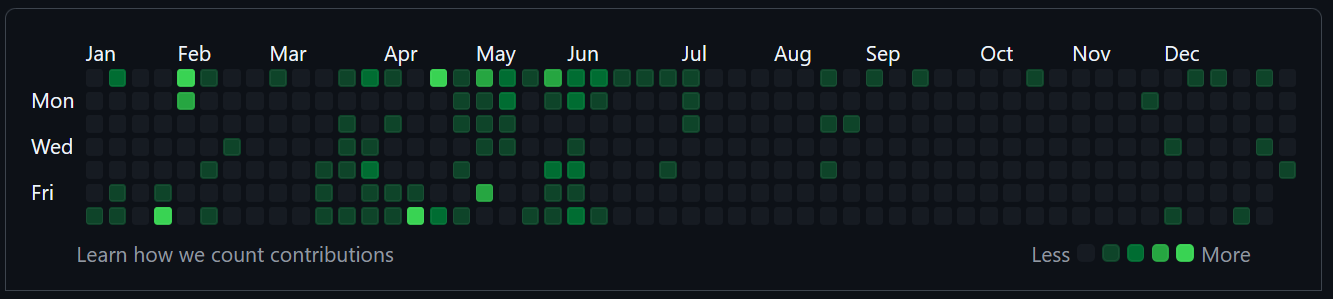 Jan Feb Mar Apr May Jun Jul Aug Sep Oct Nov Dec
Mon
Wed
Fri
Learn how we count contributions Less More